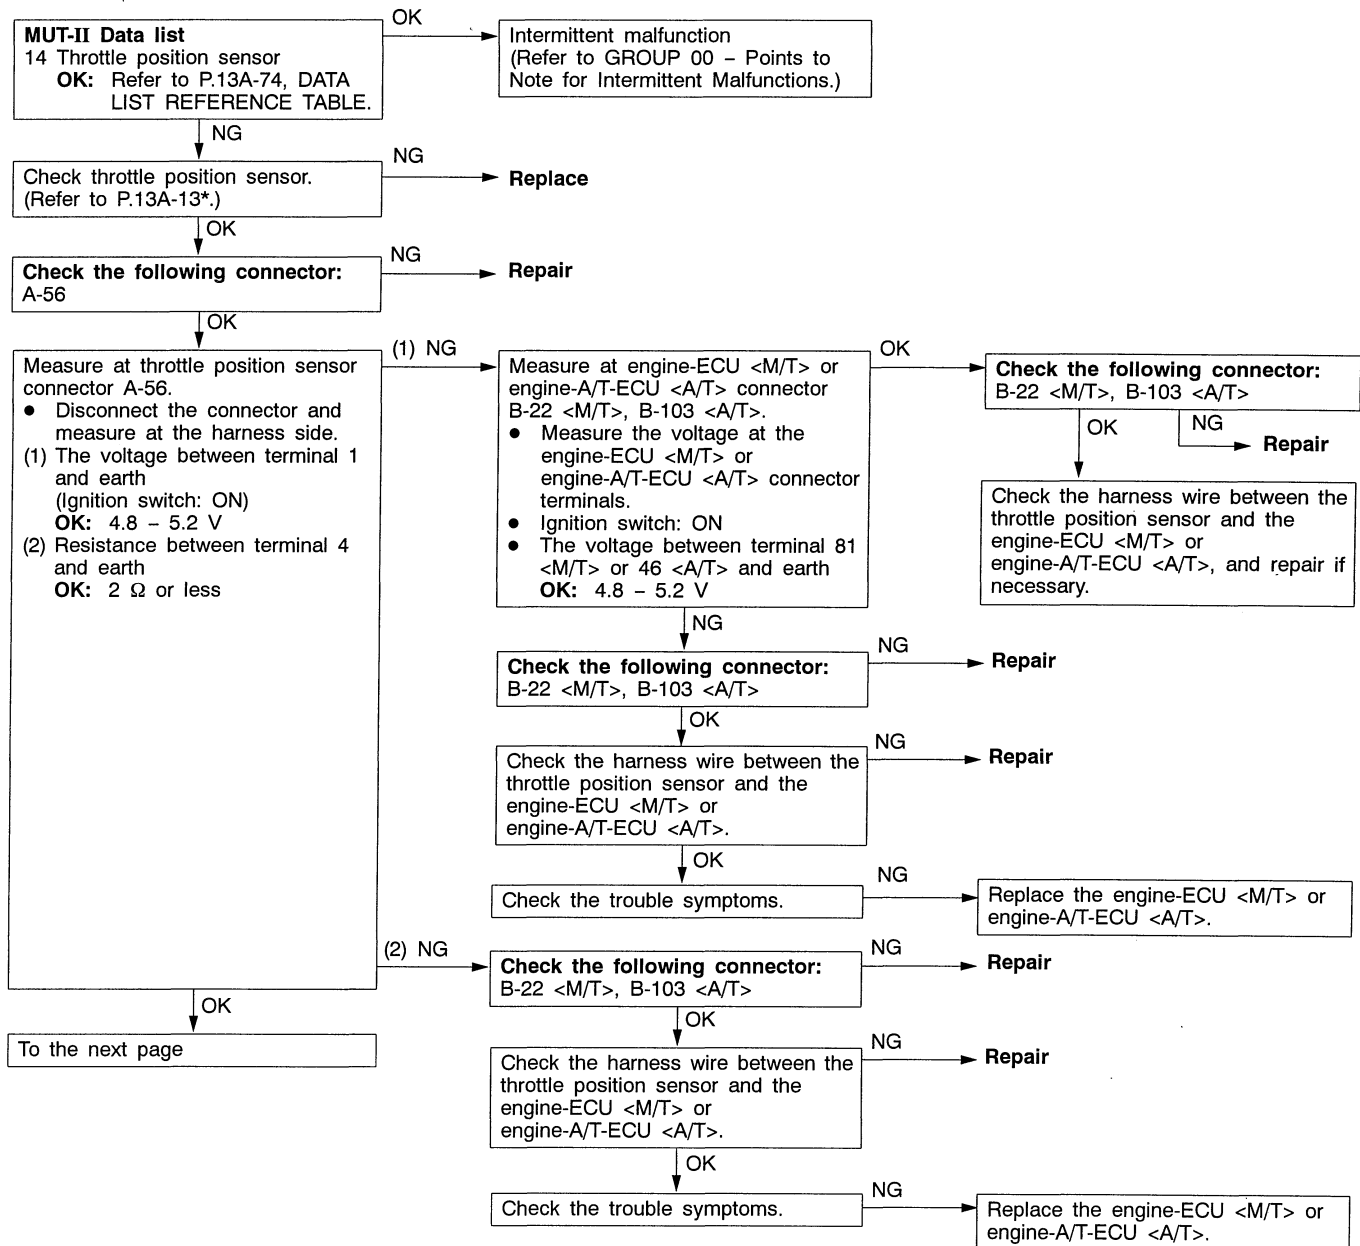 MUT-II Data list
14 Throttle position sensor
OK: Refer to P.13A-74, DATA
LIST REFERENCE TABLE.
OK
Intermittent malfunction
(Refer to GROUP 00 – Points to
Note for Intermittent Malfunctions.)
NG
Check throttle position sensor.
(Refer to P.13A-13*.)
NG
Replace
OK
Check the following connector:
A-56
NG
Repair
OK
Measure at throttle position sensor
connector A-56.
● Disconnect the connector and
measure at the harness side.
(1) The voltage between terminal 1
and earth
(Ignition switch: ON)
OK: 4.8 – 5.2 V
(2) Resistance between terminal 4
and earth
OK: 2 Ω or less
(1) NG
Measure at engine-ECU <M/T> or
engine-A/T-ECU <A/T> connector
B-22 <M/T>, B-103 <A/T>.
● Measure the voltage at the
engine-ECU <M/T> or
engine-A/T-ECU <A/T> connector
terminals.
● Ignition switch: ON
● The voltage between terminal 81
<M/T> or 46 <A/T> and earth
OK: 4.8 – 5.2 V
OK
Check the following connector:
B-22 <M/T>, B-103 <A/T>
OK
NG
Repair
Check the harness wire between the
throttle position sensor and the
engine-ECU <M/T> or
engine-A/T-ECU <A/T>, and repair if
necessary.
NG
Check the following connector:
B-22 <M/T>, B-103 <A/T>
NG
Repair
OK
Check the harness wire between the
throttle position sensor and the
engine-ECU <M/T> or
engine-A/T-ECU <A/T>.
NG
Repair
OK
Check the trouble symptoms.
NG
Replace the engine-ECU <M/T> or
engine-A/T-ECU <A/T>.
(2) NG
Check the following connector:
B-22 <M/T>, B-103 <A/T>
NG
Repair
OK
To the next page
OK
Check the harness wire between the
throttle position sensor and the
engine-ECU <M/T> or
engine-A/T-ECU <A/T>.
NG
Repair
OK
Check the trouble symptoms.
NG
Replace the engine-ECU <M/T> or
engine-A/T-ECU <A/T>.